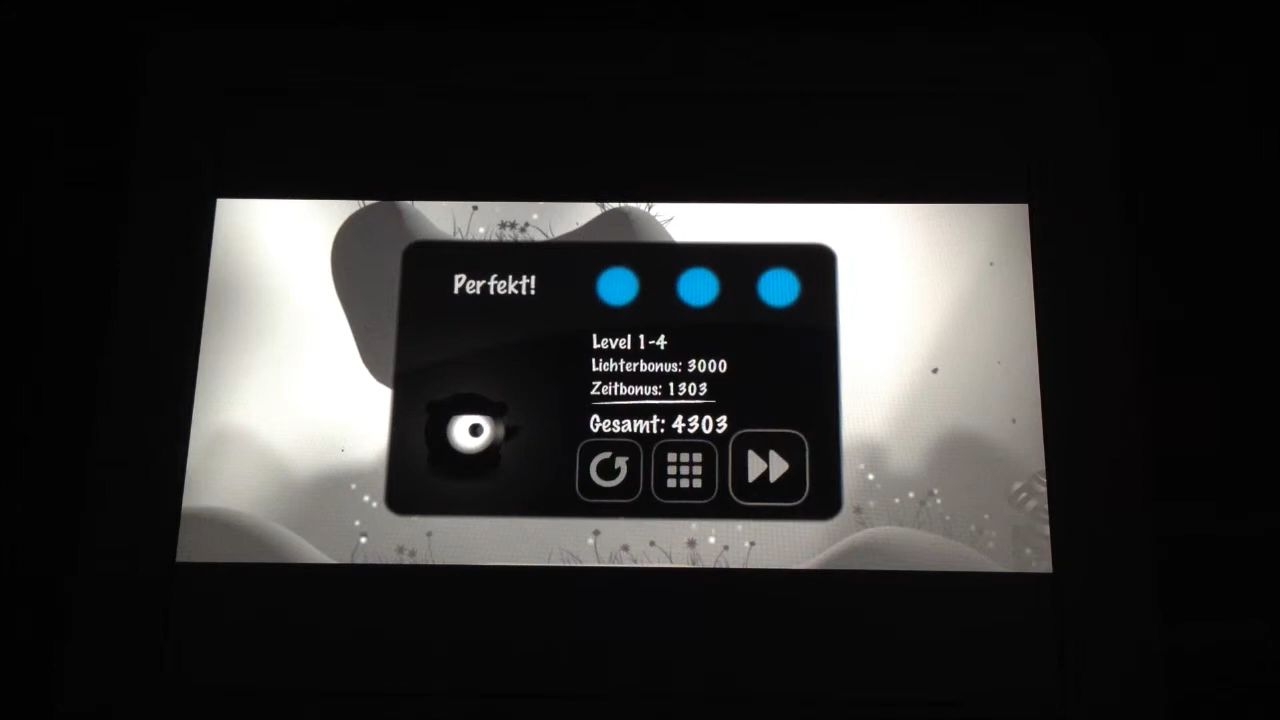 Perfekt!
Level 1-4
Lichterbonus: 3000
Zeitbonus: 1303
Gesamt: 4303